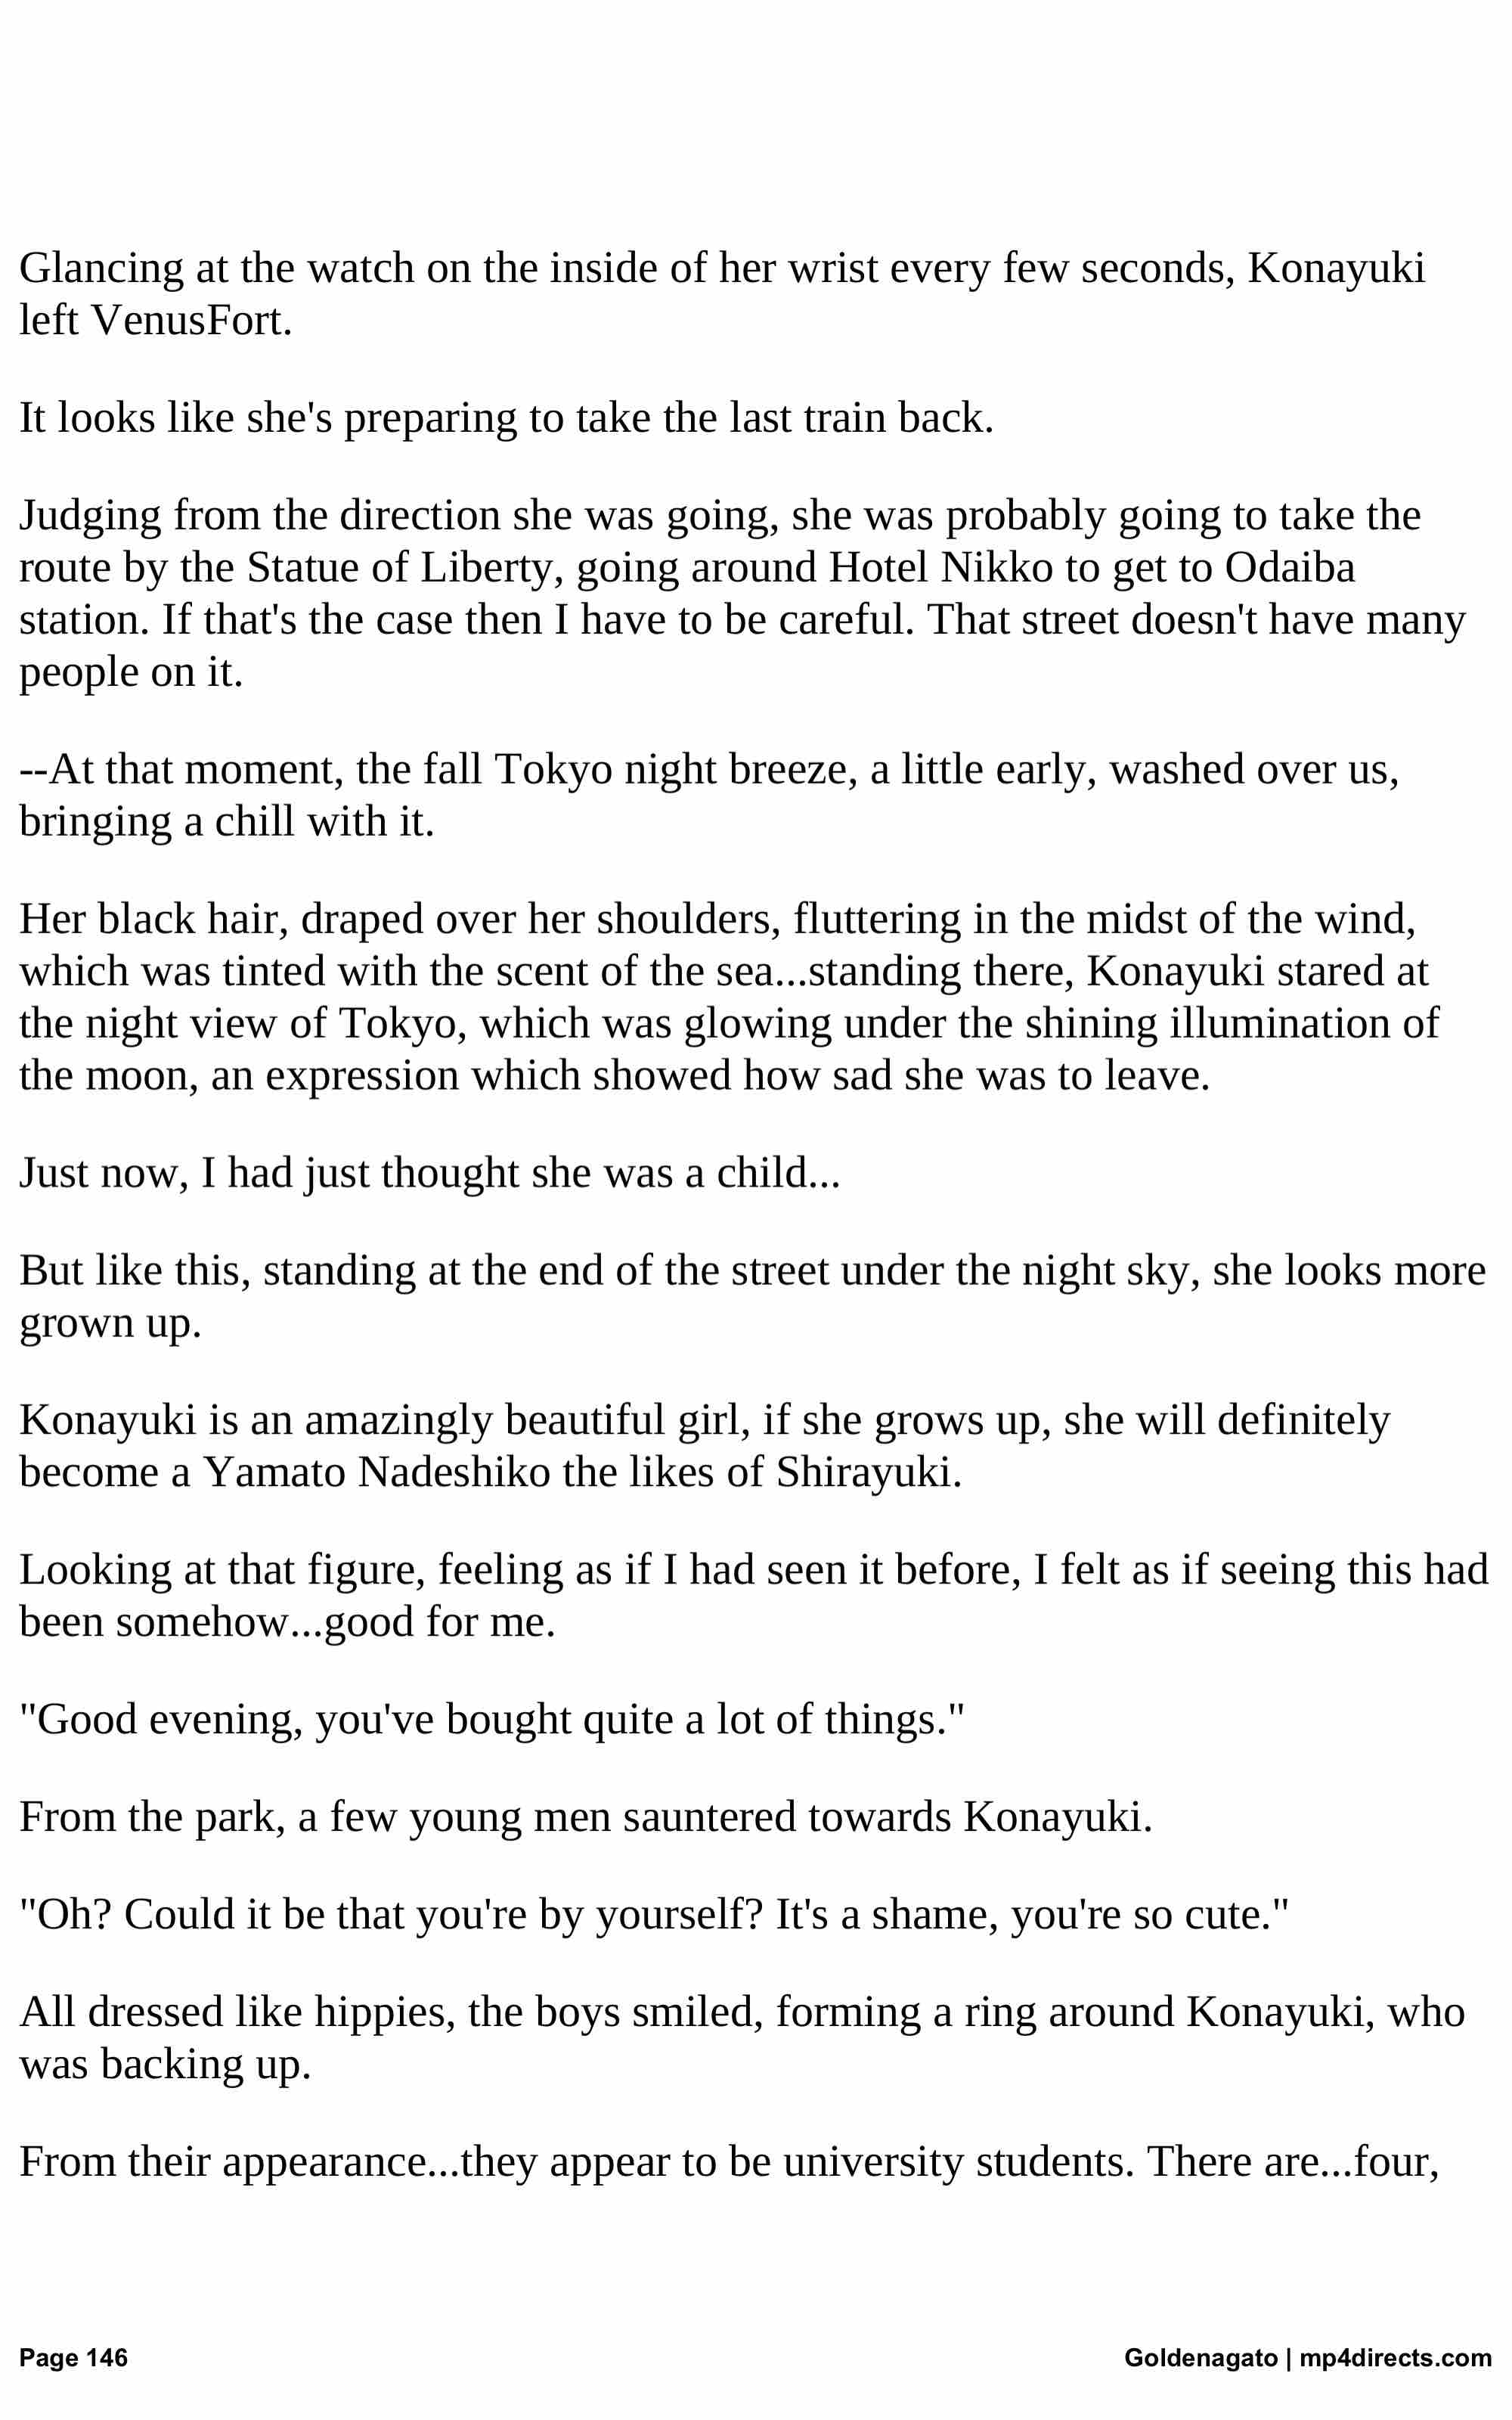 Glancing at the watch on the inside of her wrist every few seconds, Konayuki
left VenusFort.
It looks like she's preparing to take the last train back.
Judging from the direction she was going, she was probably going to take the
route by the Statue of Liberty, going around Hotel Nikko to get to Odaiba
station. If that's the case then I have to be careful. That street doesn't have many
people on it.
--At that moment, the fall Tokyo night breeze, a little early, washed over us,
bringing a chill with it.
Her black hair, draped over her shoulders, fluttering in the midst of the wind,
which was tinted with the scent of the sea...standing there, Konayuki stared at
the night view of Tokyo, which was glowing under the shining illumination of
the moon, an expression which showed how sad she was to leave.
Just now, I had just thought she was a child...
But like this, standing at the end of the street under the night sky, she looks more
grown up.
Konayuki is an amazingly beautiful girl, if she grows up, she will definitely
become a Yamato Nadeshiko the likes of Shirayuki.
Looking at that figure, feeling as if I had seen it before, I felt as if seeing this had
been somehow...good for me.
"Good evening, you've bought quite a lot of things."
From the park, a few young men sauntered towards Konayuki.
"Oh? Could it be that you're by yourself? It's a shame, you're so cute."
All dressed like hippies, the boys smiled, forming a ring around Konayuki, who
was backing up.
From their appearance...they appear to be university students. There are...four,
Page 146
Goldenagato | mp4directs.com